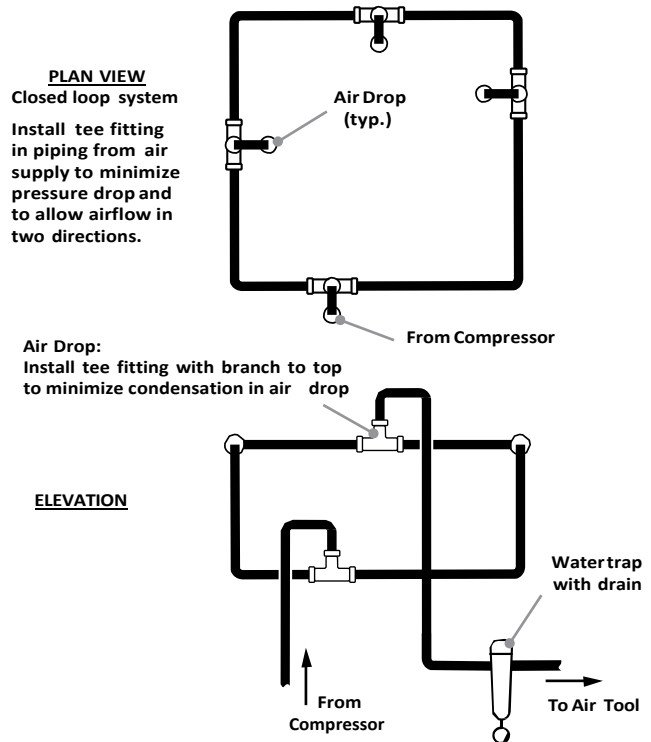 PLAN VIEW
Closed loop system
Install tee fitting
in piping from air
supply to minimize
pressure drop and
to allow airflow in
two directions.
Air Drop
(typ.)
From Compressor
Air Drop:
Install tee fitting with branch to top
to minimize condensation in air drop
ELEVATION
Water trap
with drain
From
Compressor
To Air Tool